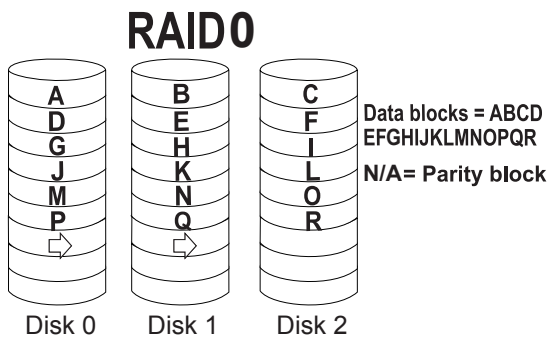 RAID0
A B C
D E F
G H I
J K L
M N O
P Q R
Data blocks = ABCD
EFGHIJKLMNOPQR
N/A= Parity block
Disk 0 Disk 1 Disk 2